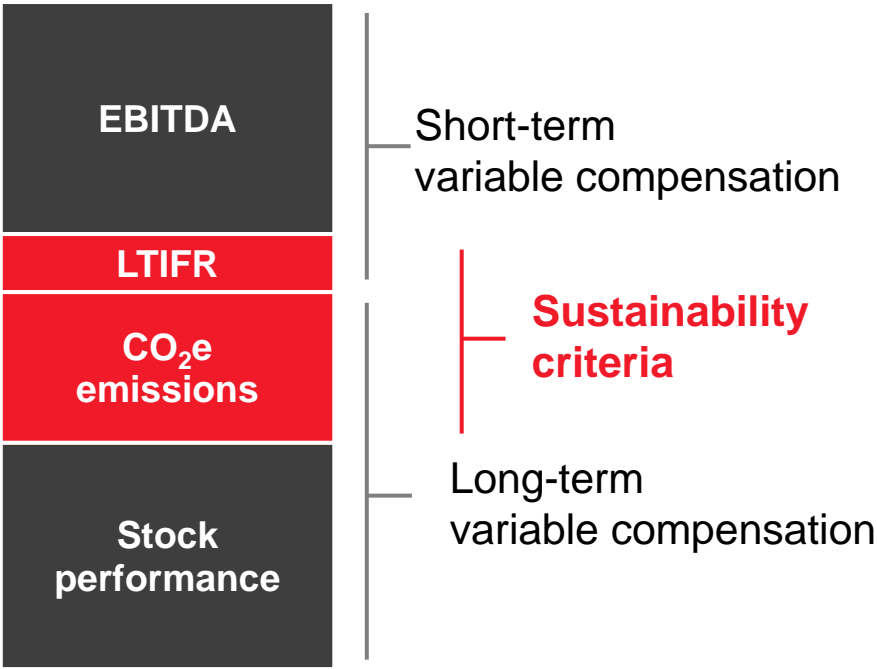 EBITDA
Short-term
variable compensation
LTIFR
CO₂e
emissions
Sustainability
criteria
Stock
performance
Long-term
variable compensation